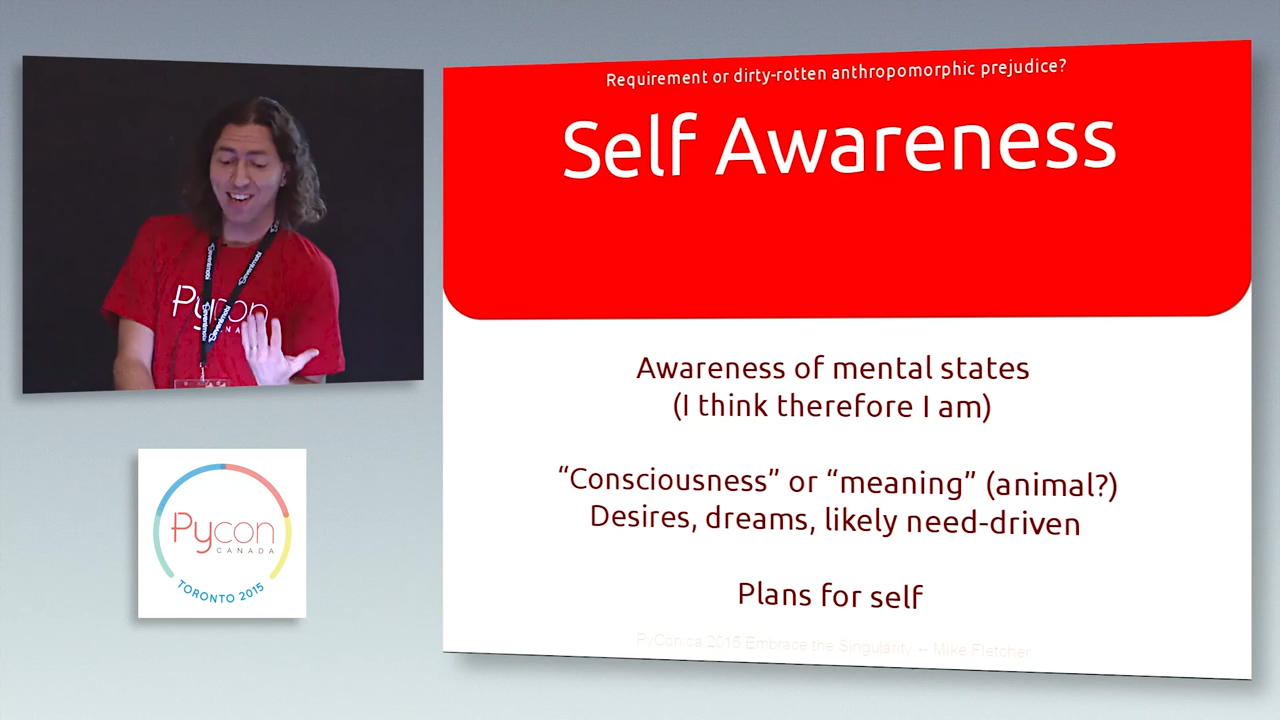 Requirement or dirty-rotten anthropomorphic prejudice?
Self Awareness
Awareness of mental states
(I think therefore I am)
“Consciousness” or “meaning” (animal?)
Desires, dreams, likely need-driven
Plans for self
PyConca 2015 Embrace the Singularity -- Mike Fletcher
Pycon
Pycon
CANADA
TORONTO 2015